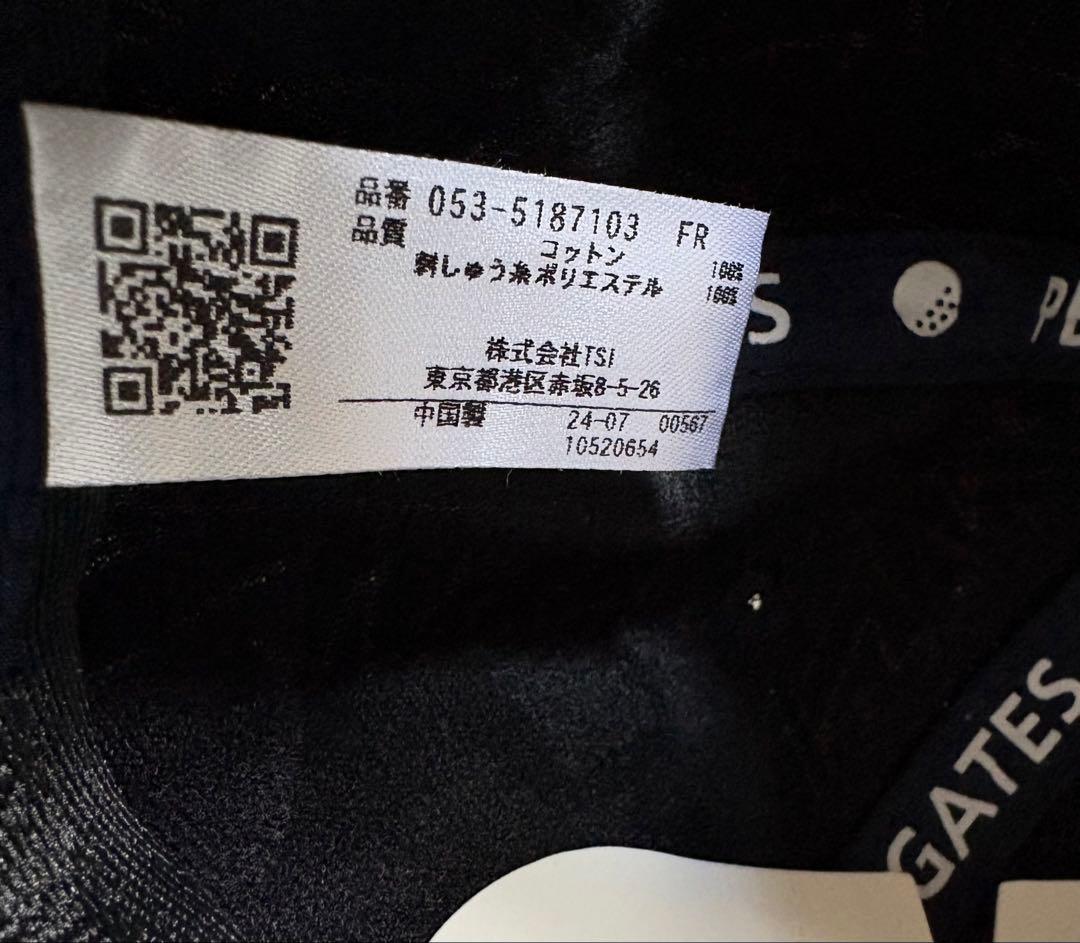 品番 053-5187103 FR
品質 コットン 100%
刺しゅう糸ポリエステル 100%
株式会社TSI
東京都港区赤坂8-5-26
中国製 24-07 00567
10520654
S
PE
GATES